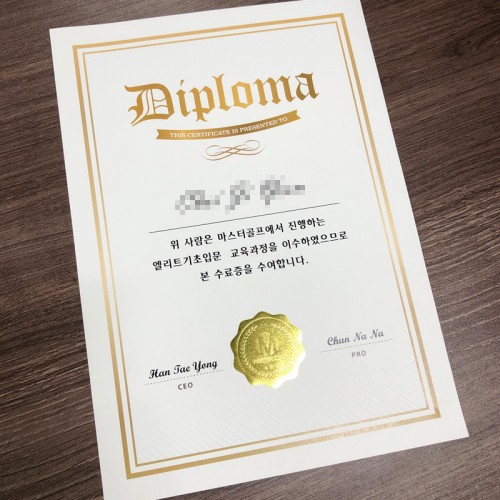 Diploma
THIS CERTIFICATE IS PRESENTED TO
위 사람은 마스터골프에서 진행하는
엘리트기초입문 교육과정을 이수하였으므로
본 수료증을 수여합니다.
Han Tae Yong
CEO
Chun Na Na
PRO